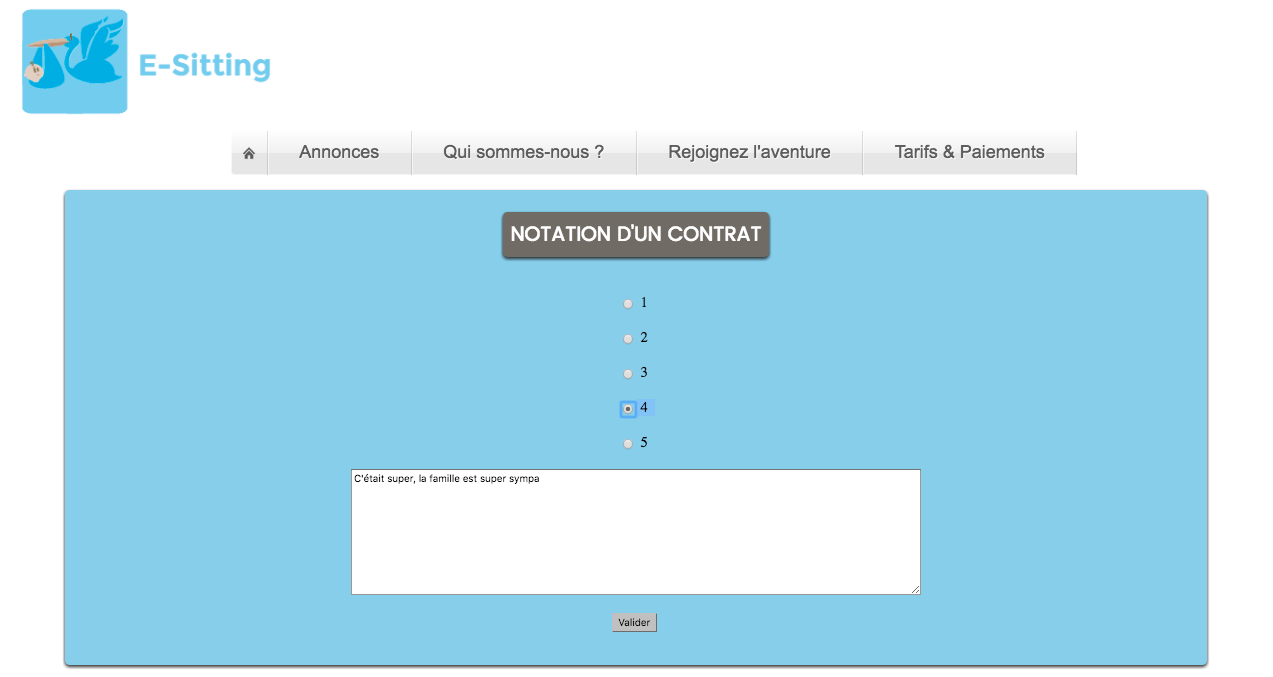 E-Sitting
Annonces Qui sommes-nous ? Rejoignez l'aventure Tarifs & Paiements
NOTATION D'UN CONTRAT
1
2
3
4
5
C'était super, la famille est super sympa
Valider